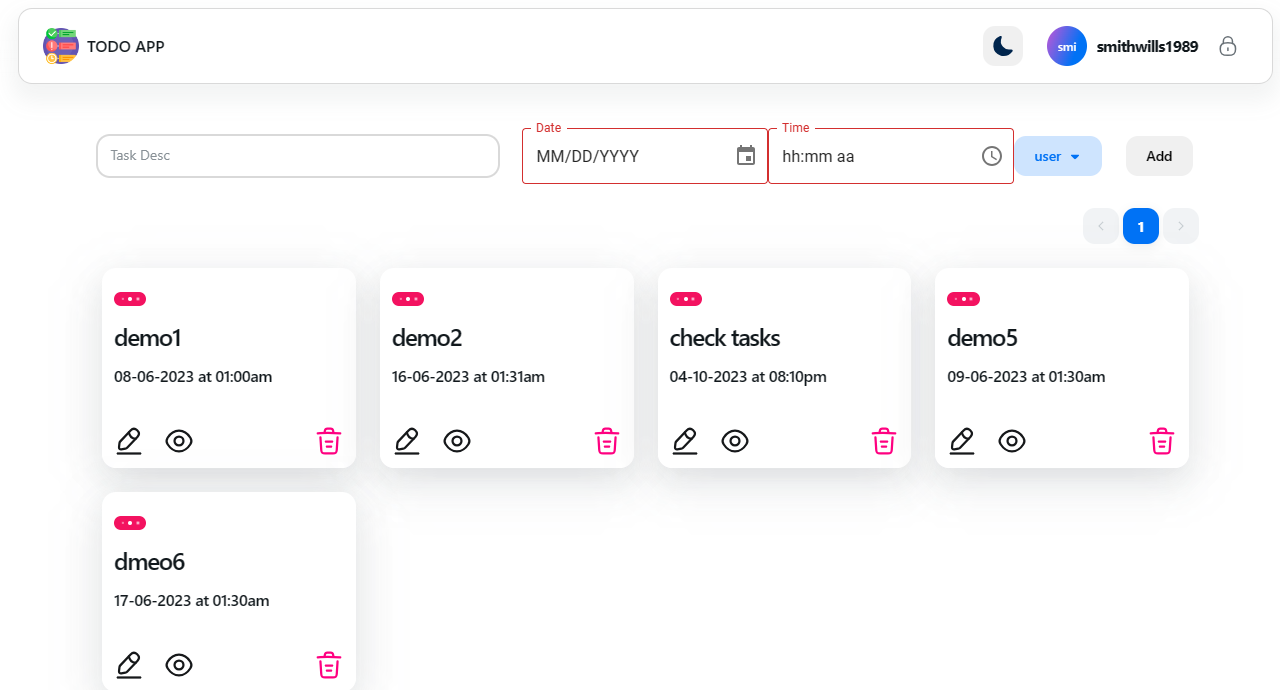 TODO APP
smi
smithwills1989
Task Desc
Date
MM/DD/YYYY
Time
hh:mm aa
user
Add
1
demo1
08-06-2023 at 01:00am
demo2
16-06-2023 at 01:31am
check tasks
04-10-2023 at 08:10pm
demo5
09-06-2023 at 01:30am
dmeo6
17-06-2023 at 01:30am